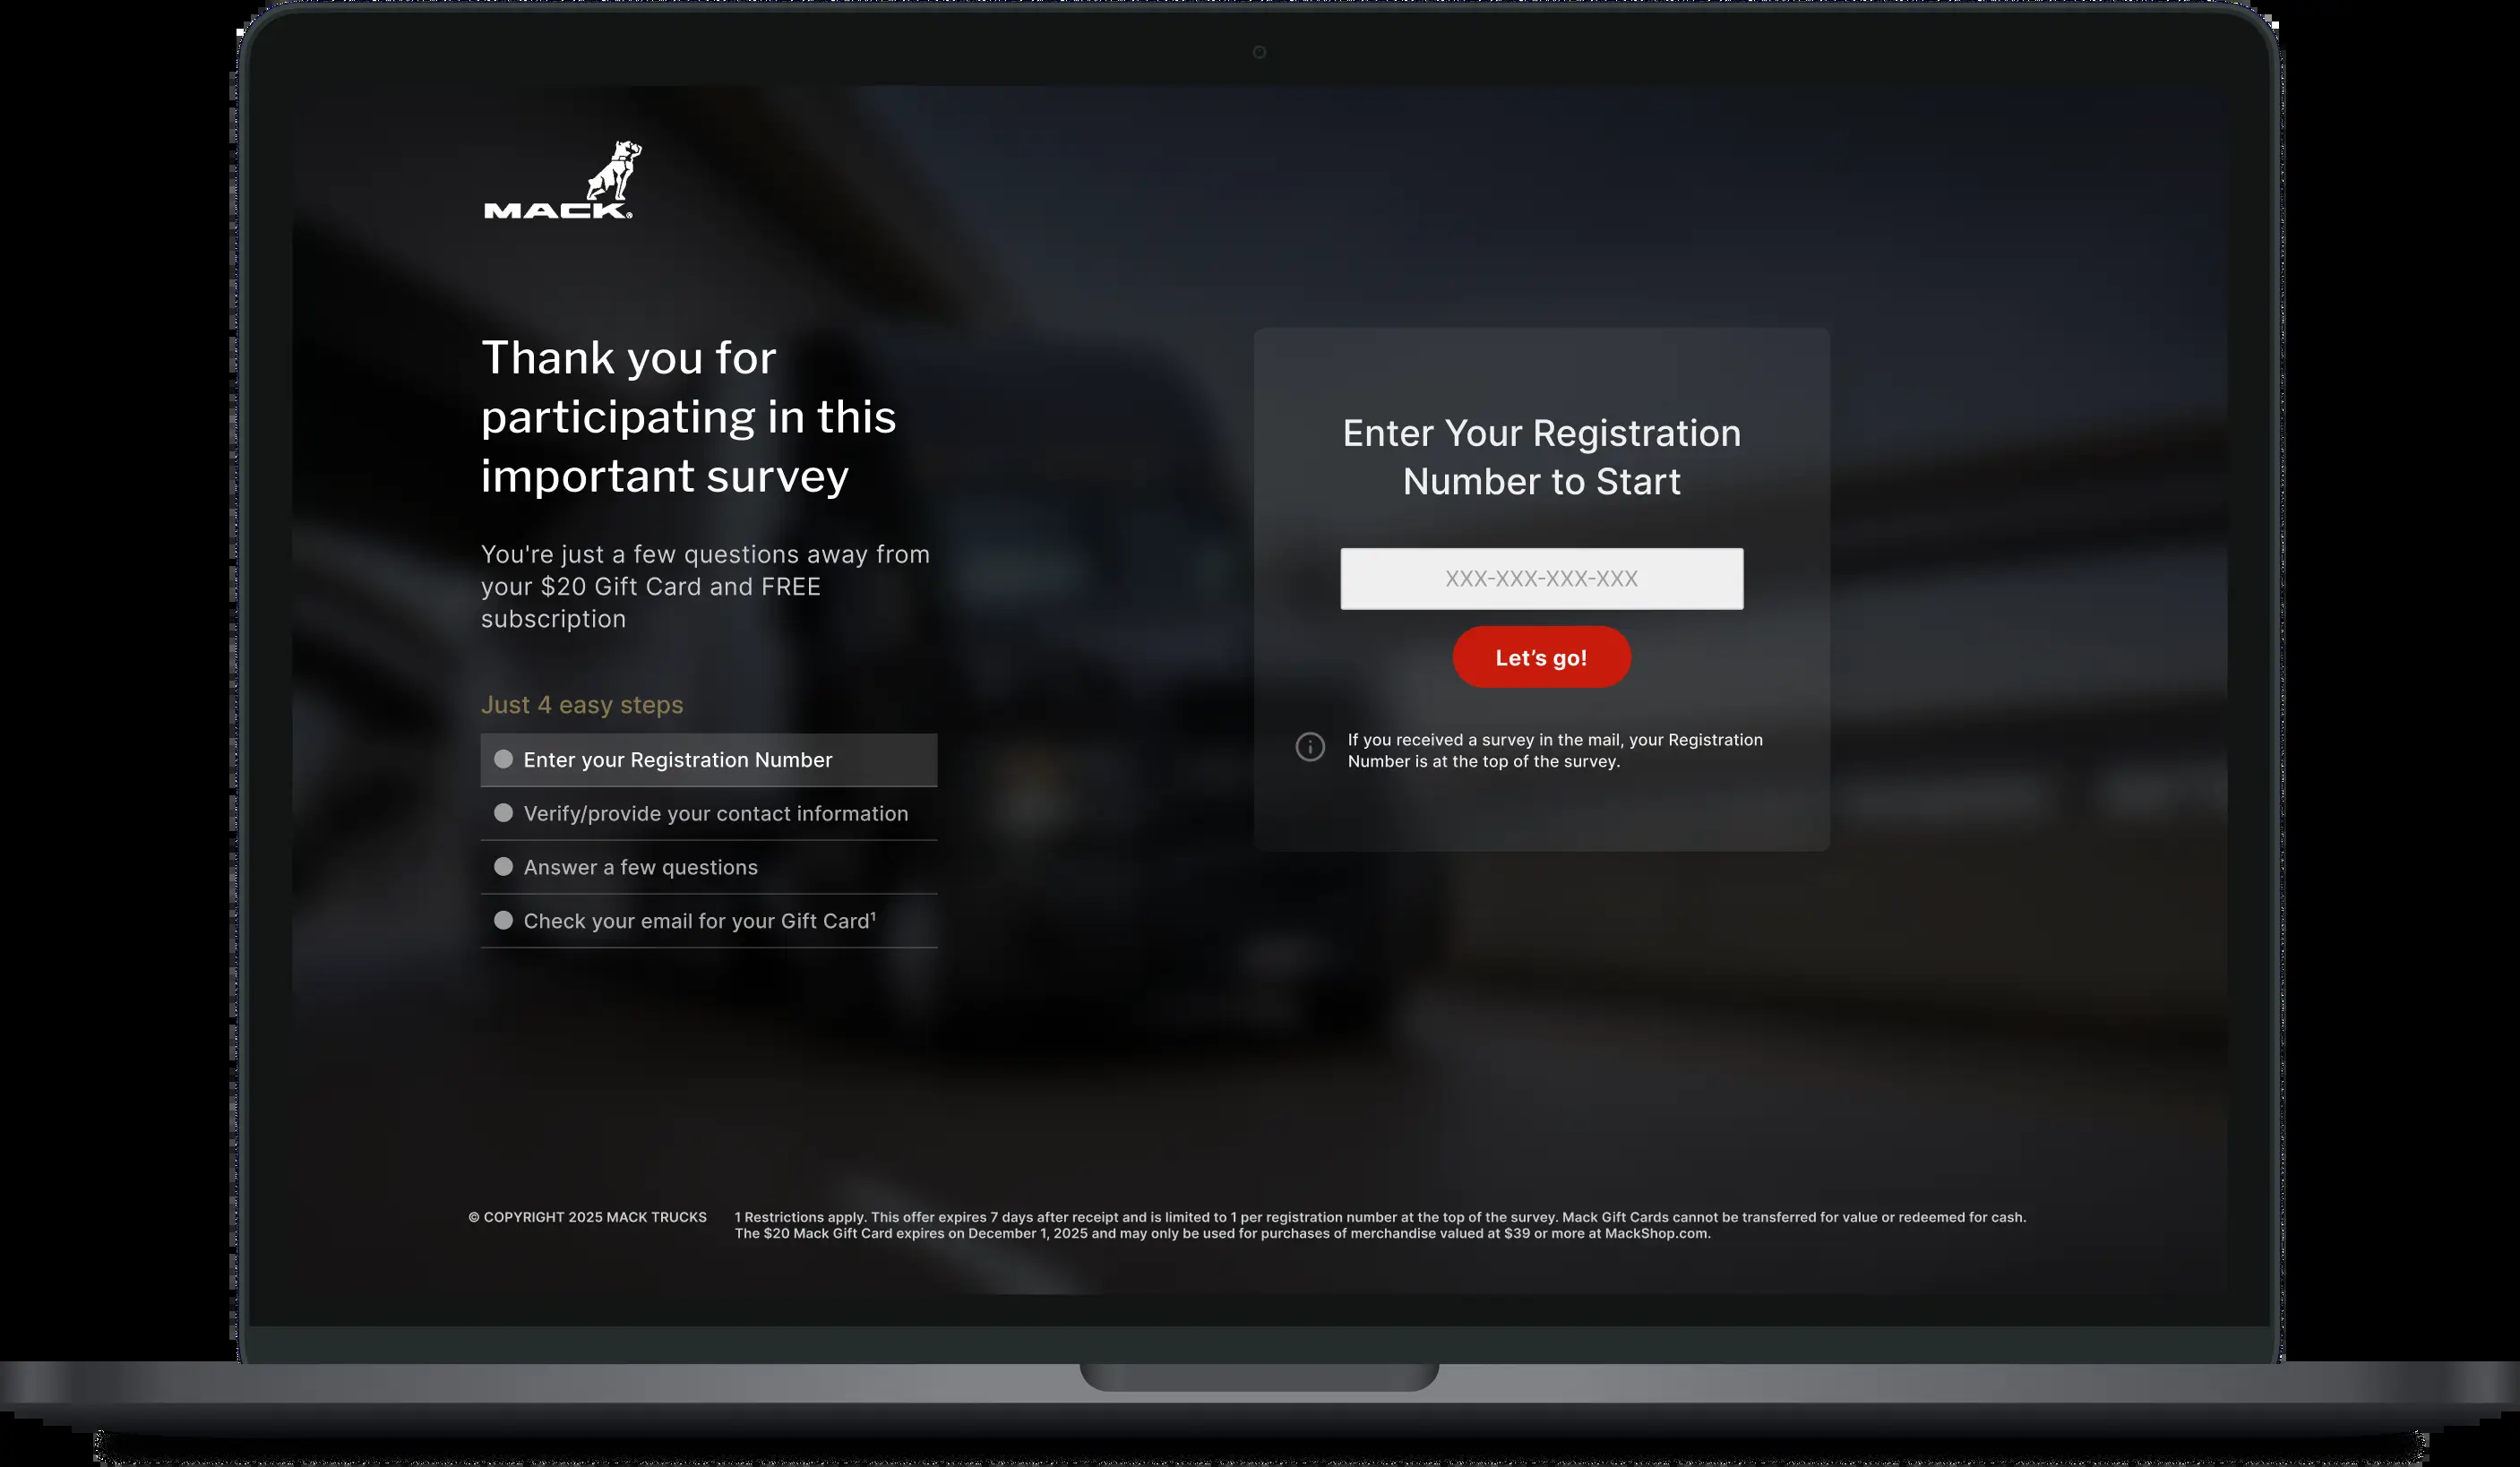 MACK®
Thank you for
participating in this
important survey
You're just a few questions away from
your $20 Gift Card and FREE
subscription
Just 4 easy steps
Enter your Registration Number
Verify/provide your contact information
Answer a few questions
Check your email for your Gift Card¹
Enter Your Registration
Number to Start
XXX-XXX-XXX-XXX
Let’s go!
If you received a survey in the mail, your Registration
Number is at the top of the survey.
© COPYRIGHT 2025 MACK TRUCKS
1 Restrictions apply. This offer expires 7 days after receipt and is limited to 1 per registration number at the top of the survey. Mack Gift Cards cannot be transferred for value or redeemed for cash.
The $20 Mack Gift Card expires on December 1, 2025 and may only be used for purchases of merchandise valued at $39 or more at MackShop.com.